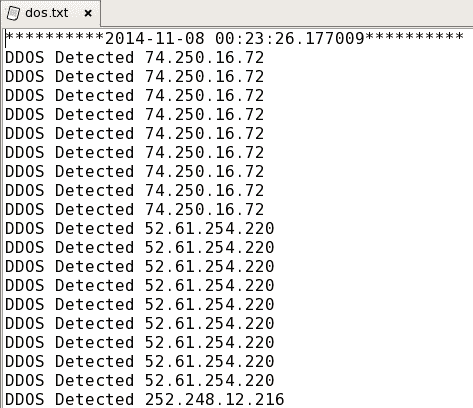 dos.txt
**********2014-11-08 00:23:26.177009**********
DDOS Detected 74.250.16.72
DDOS Detected 74.250.16.72
DDOS Detected 74.250.16.72
DDOS Detected 74.250.16.72
DDOS Detected 74.250.16.72
DDOS Detected 74.250.16.72
DDOS Detected 74.250.16.72
DDOS Detected 74.250.16.72
DDOS Detected 74.250.16.72
DDOS Detected 52.61.254.220
DDOS Detected 52.61.254.220
DDOS Detected 52.61.254.220
DDOS Detected 52.61.254.220
DDOS Detected 52.61.254.220
DDOS Detected 52.61.254.220
DDOS Detected 52.61.254.220
DDOS Detected 52.61.254.220
DDOS Detected 52.61.254.220
DDOS Detected 252.248.12.216